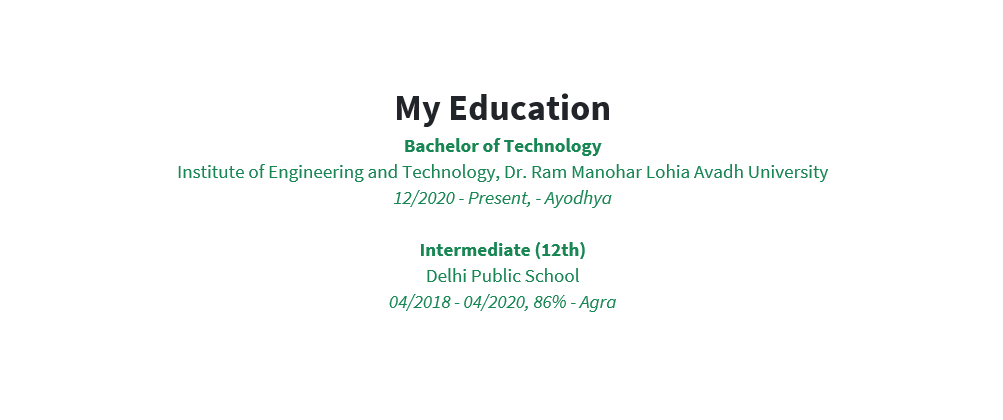 My Education
Bachelor of Technology
Institute of Engineering and Technology, Dr. Ram Manohar Lohia Avadh University
12/2020 - Present, - Ayodhya
Intermediate (12th)
Delhi Public School
04/2018 - 04/2020, 86% - Agra